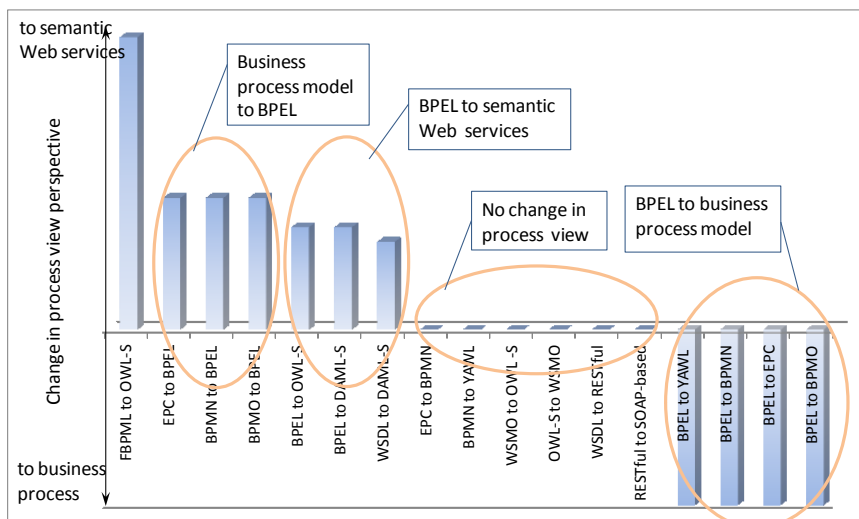 to semantic
Web services
Business
process model
to BPEL
BPEL to semantic
Web services
No change in
process view
BPEL to business
process model
Change in process view perspective
FBPML to OWL-S
EPC to BPEL
BPMN to BPEL
BPMO to BPEL
BPEL to OWL-S
BPEL to DAML-S
WSDL to DAML-S
EPC to BPMN
BPMN to YAWL
WSMO to OWL -S
OWL-S to WSMO
WSDL to RESTful
RESTful to SOAP-based
BPEL to YAWL
BPEL to BPMN
BPEL to EPC
BPEL to BPMO
to business
process